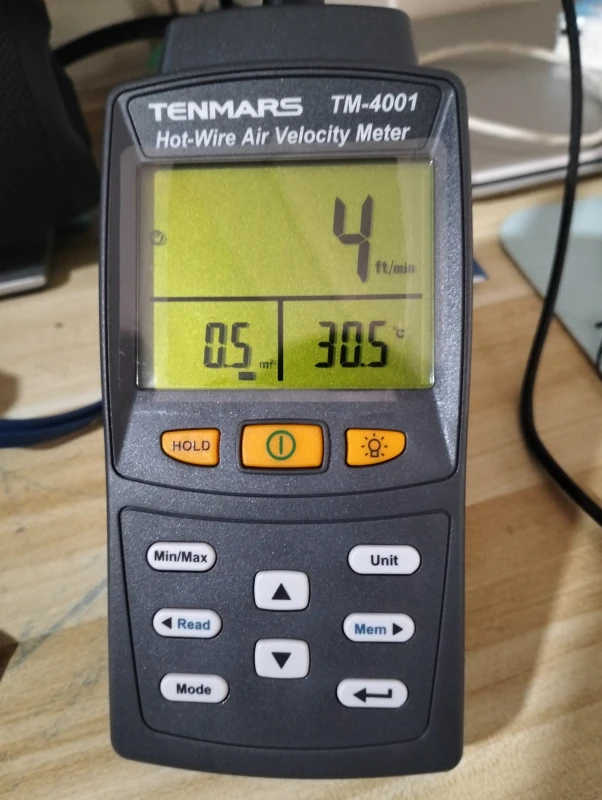 TENMARS TM-4001
Hot-Wire Air Velocity Meter
4 ft/min
0.5 m² 30.5 °C
HOLD
Min/Max Unit
◀ Read Mem ▶
Mode